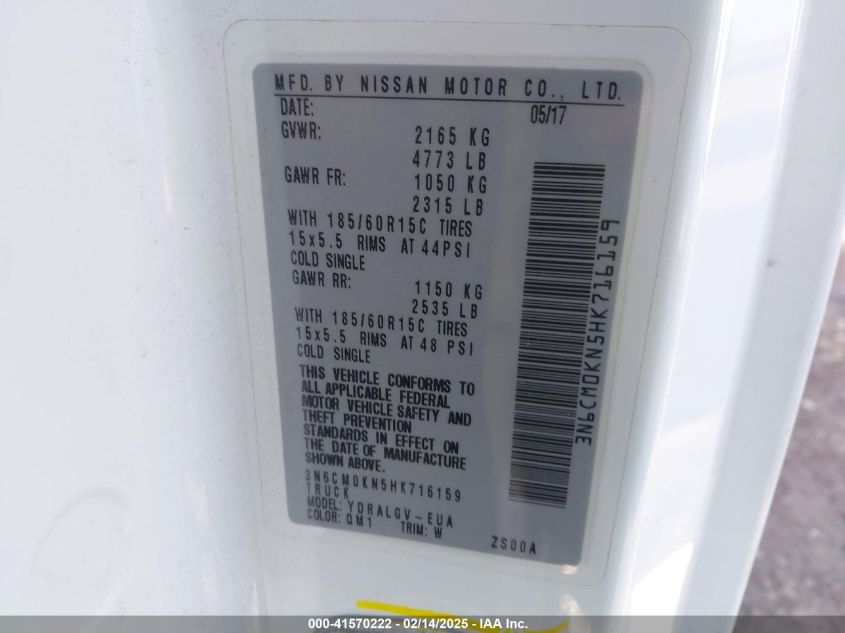 MFD. BY NISSAN MOTOR CO., LTD.
DATE: 05/17
GVWR: 2165 KG
4773 LB
GAWR FR: 1050 KG
2315 LB
WITH 185/60R15C TIRES
15x5.5 RIMS AT 44PSI
COLD SINGLE
GAWR RR: 1150 KG
2535 LB
WITH 185/60R15C TIRES
15x5.5 RIMS AT 48 PSI
COLD SINGLE
THIS VEHICLE CONFORMS TO
ALL APPLICABLE FEDERAL
MOTOR VEHICLE SAFETY AND
THEFT PREVENTION
STANDARDS IN EFFECT ON
THE DATE OF MANUFACTURE
SHOWN ABOVE.
3N6CM0KN5HK716159
TRUCK
MODEL: YDRALGV-EUA
COLOR: QM1 TRIM: W
ZS00A
3N6CM0KN5HK716159
000-41570222 - 02/14/2025 - IAA Inc.